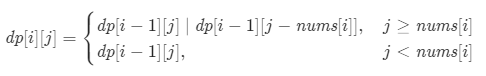 dp[i][j] = { dp[i − 1][j] | dp[i − 1][j − nums[i]], j ≥ nums[i]
dp[i − 1][j], j < nums[i]